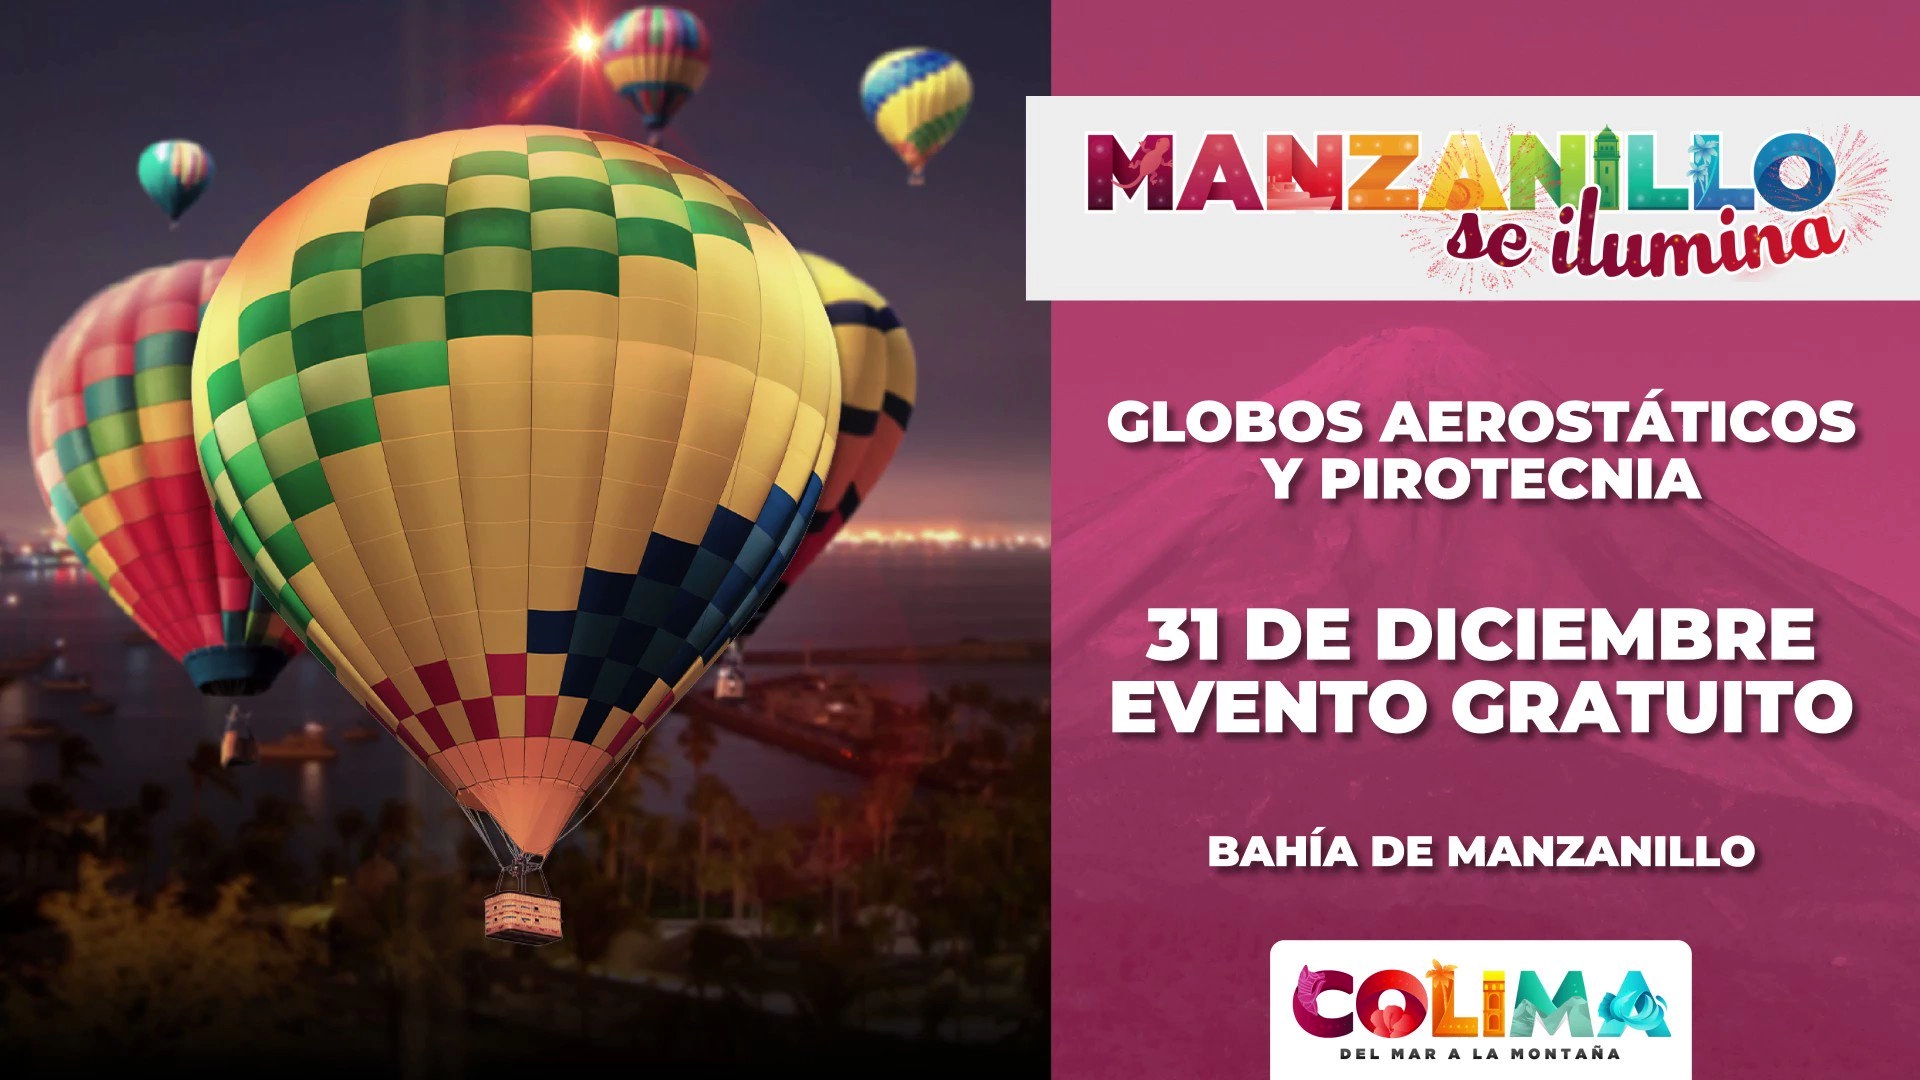 MANZANILLO
se ilumina
GLOBOS AEROSTÁTICOS
Y PIROTECNIA
31 DE DICIEMBRE
EVENTO GRATUITO
BAHÍA DE MANZANILLO
COLIMA
DEL MAR A LA MONTAÑA